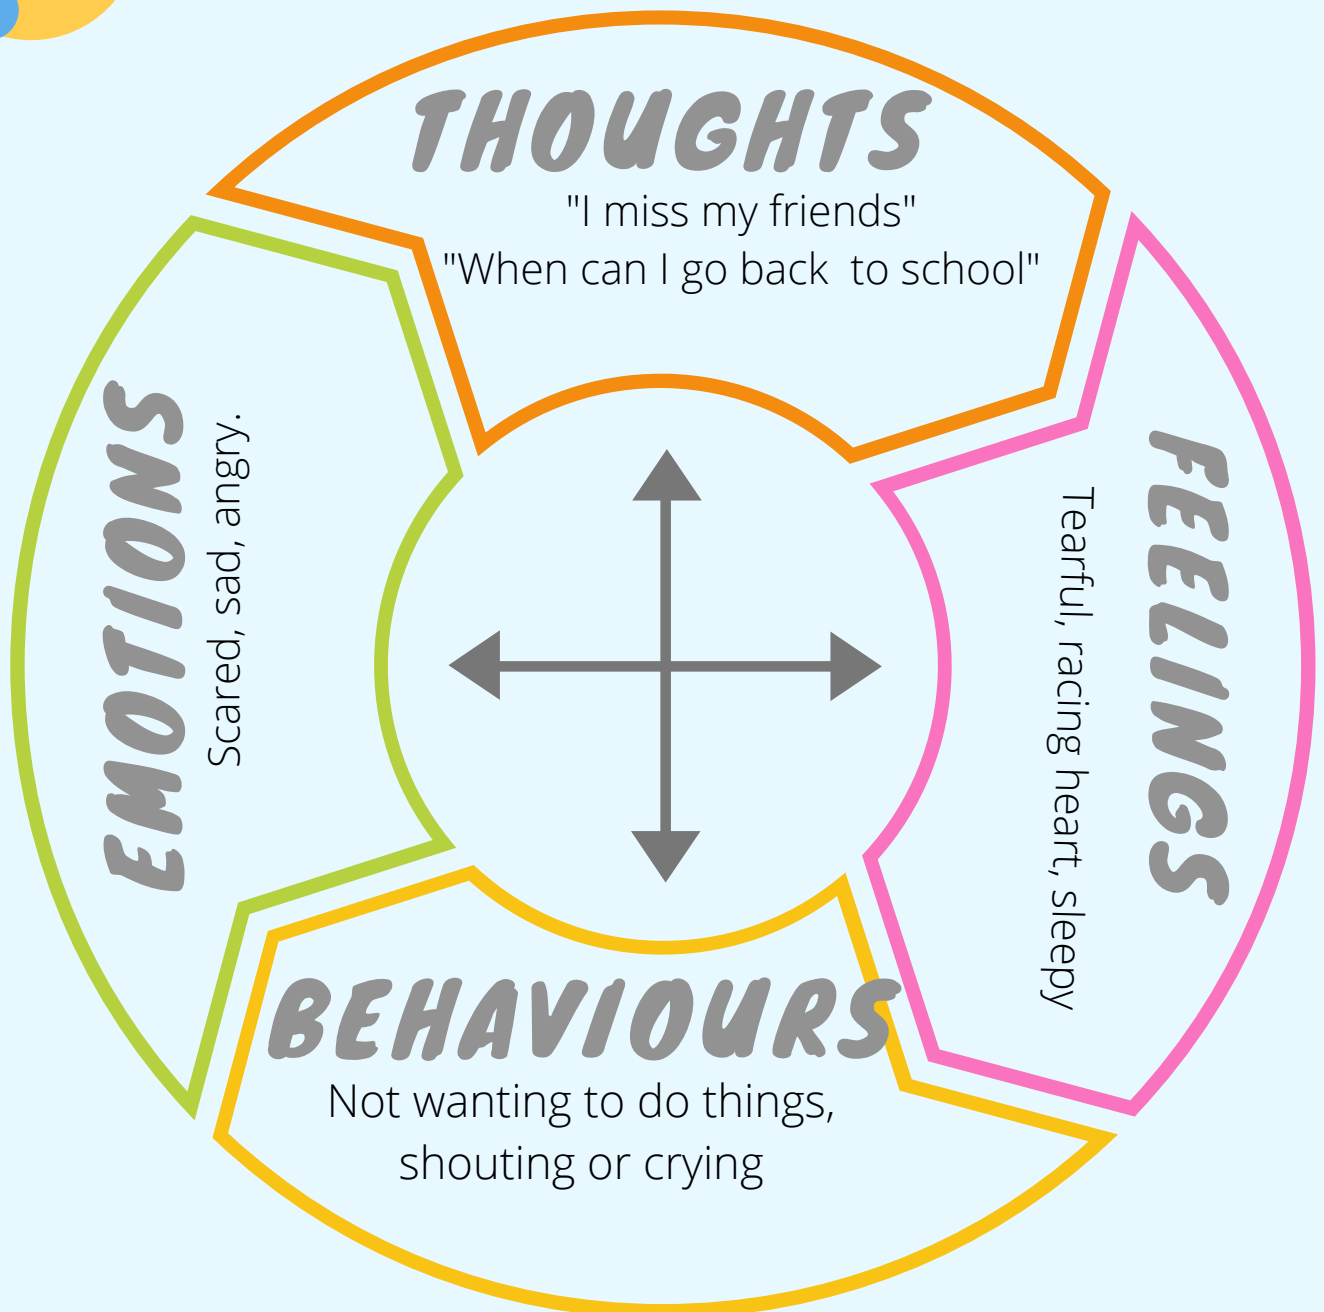 THOUGHTS
"I miss my friends"
"When can I go back  to school"
FEELINGS
Tearful, racing heart, sleepy
BEHAVIOURS
Not wanting to do things,
shouting or crying
EMOTIONS
Scared, sad, angry.